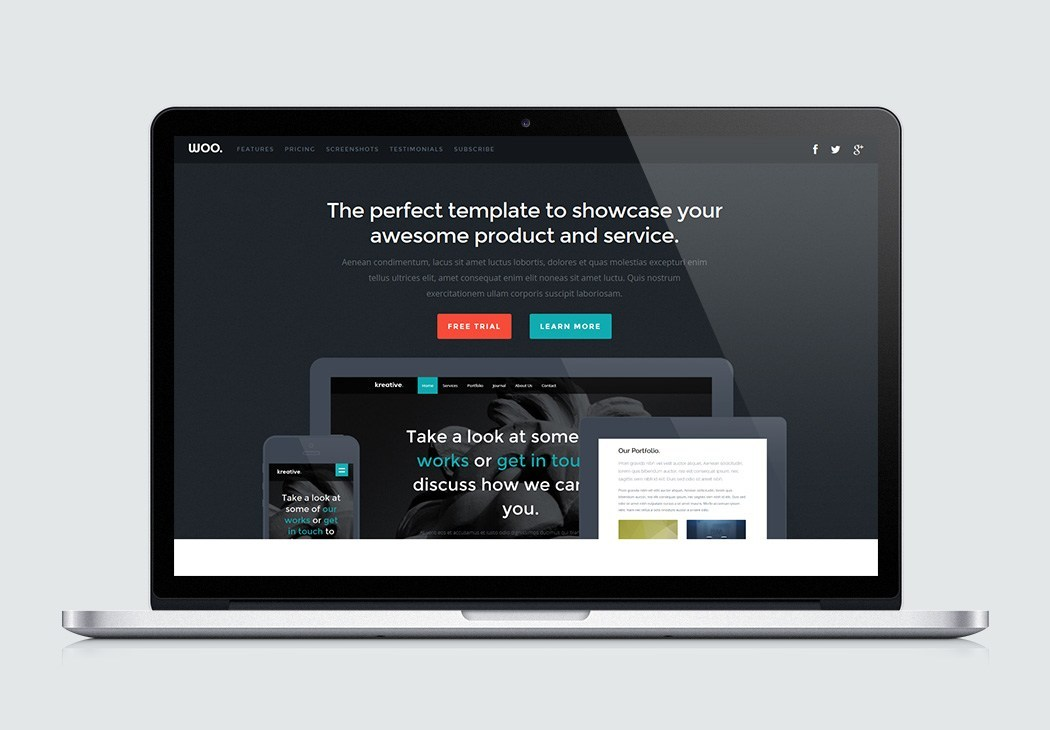 WOO.
FEATURES PRICING SCREENSHOTS TESTIMONIALS SUBSCRIBE
f g+
The perfect template to showcase your
awesome product and service.
Aenean condimentum, lacus sit amet luctus lobortis, dolores et quas molestias excepturi enim
tellus ultrices elit, amet consequat enim elit noneas sit amet luctu. Quis nostrum
exercitationem ullam corporis suscipit laboriosam.
FREE TRIAL LEARN MORE
kreative.
Home Services Portfolio Journal About Us Contact
Take a look at some
works or get in tou
discuss how we can
you.
kreative.
Take a look at
some of our
works or get
in touch to
Our Portfolio.